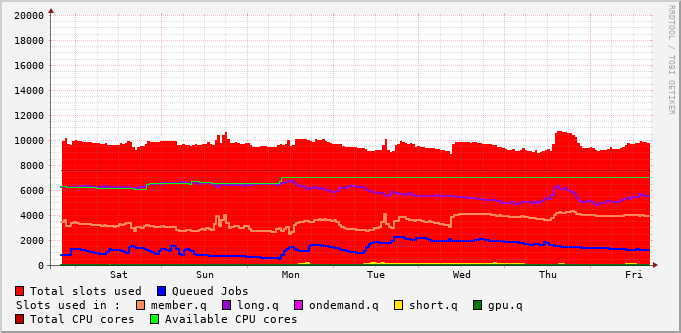 20000
18000
16000
14000
12000
10000
8000
6000
4000
2000
0
Sat Sun Mon Tue Wed Thu Fri
RRDTOOL / TOBI OETIKER
Total slots used Queued Jobs
Slots used in : member.q long.q ondemand.q short.q gpu.q
Total CPU cores Available CPU cores